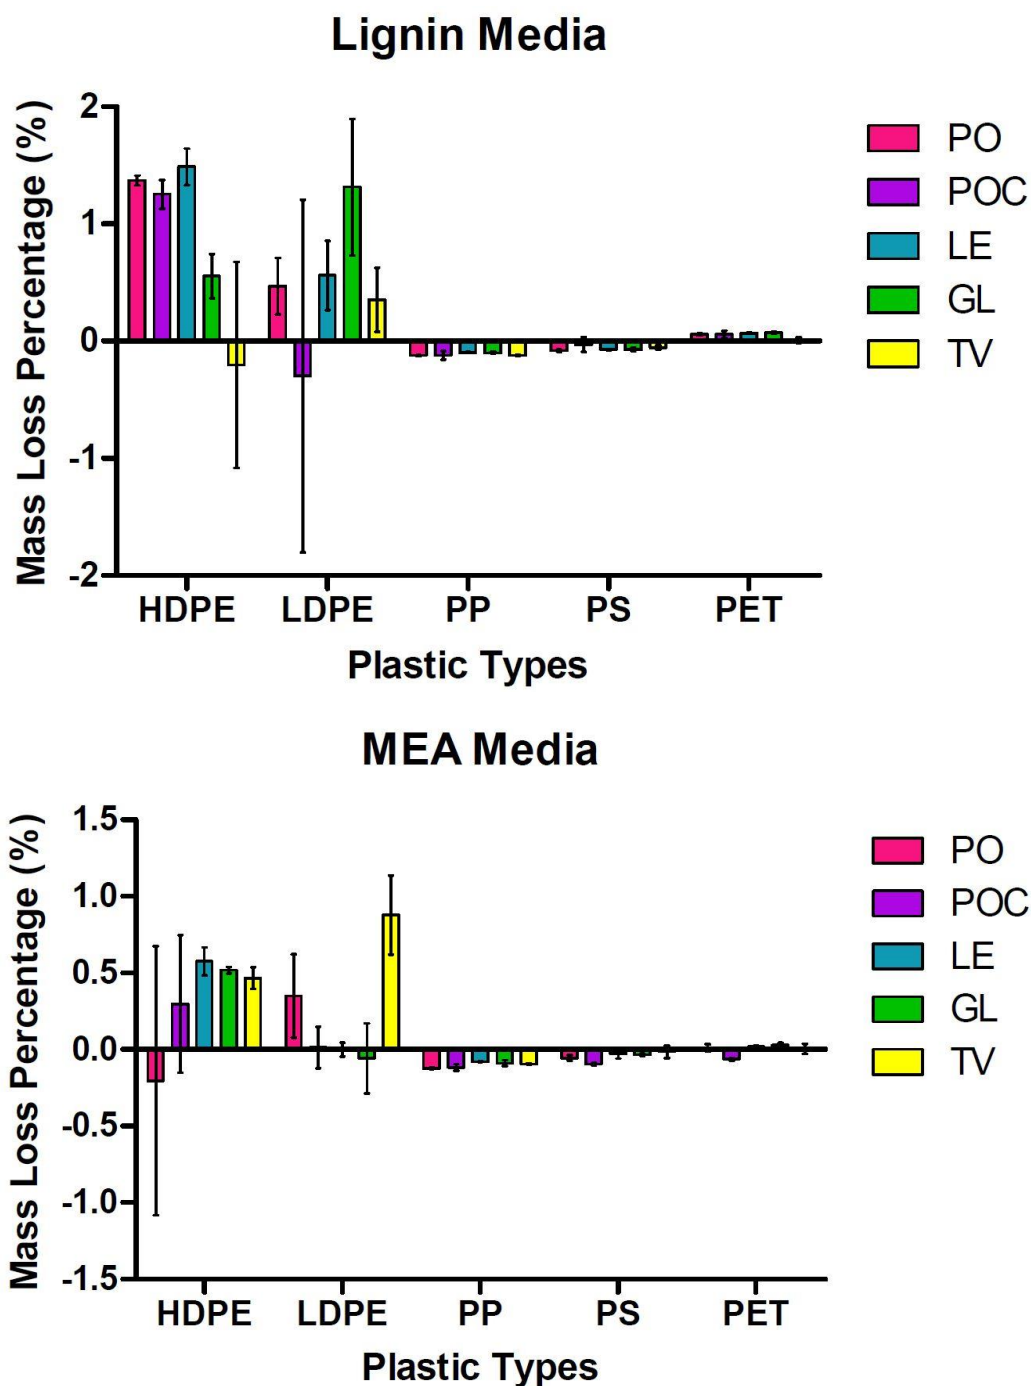 Lignin Media
Mass Loss Percentage (%)
2
1
0
-1
-2
HDPE LDPE PP PS PET
Plastic Types
PO
POC
LE
GL
TV
MEA Media
Mass Loss Percentage (%)
1.5
1.0
0.5
0.0
-0.5
-1.0
-1.5
HDPE LDPE PP PS PET
Plastic Types
PO
POC
LE
GL
TV